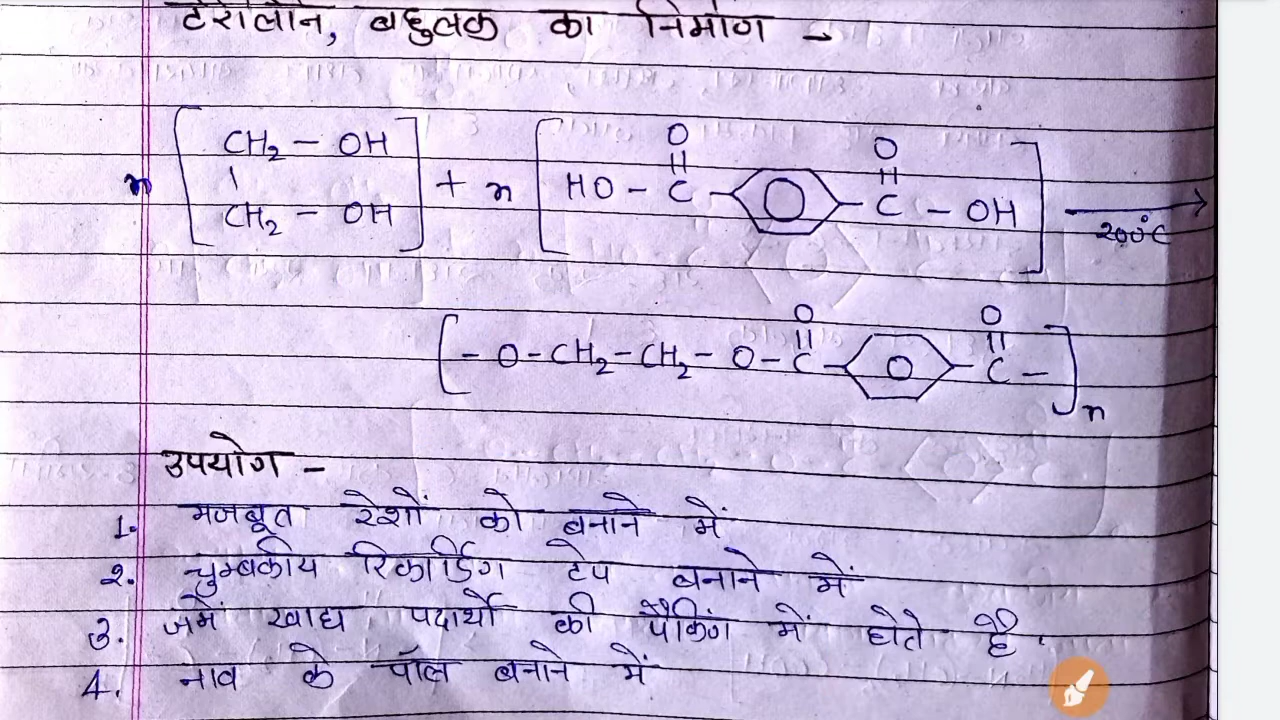 टेरीलीन, बहुलक का निर्माण -
n [CH₂ - OH CH₂ - OH] + n [HO - C(=O) - ⌬ - C(=O) - OH] → 200°C
[- O - CH₂ - CH₂ - O - C(=O) - ⌬ - C(=O) -]n
उपयोग -
1. मजबूत रेशों को बनाने में
2. चुम्बकीय रिकार्डिंग टेप बनाने में
3. जमें खाद्य पदार्थों की पैकिंग में होते है.
4. नाव के पॉल बनाने में